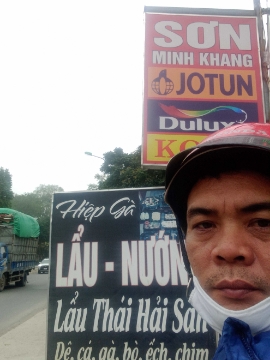 SƠN
MINH KHANG
JOTUN
Dulux
Hiệp Gà
LẨU - NƯỚN
Lẩu Thái Hải Sản
Dê, cá, gà, bò, ếch, chim